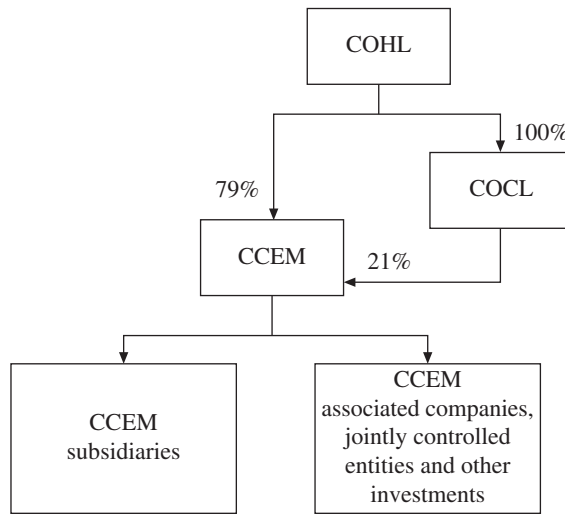 COHL
100%
COCL
79%
CCEM
21%
CCEM
subsidiaries
CCEM
associated companies,
jointly controlled
entities and other
investments